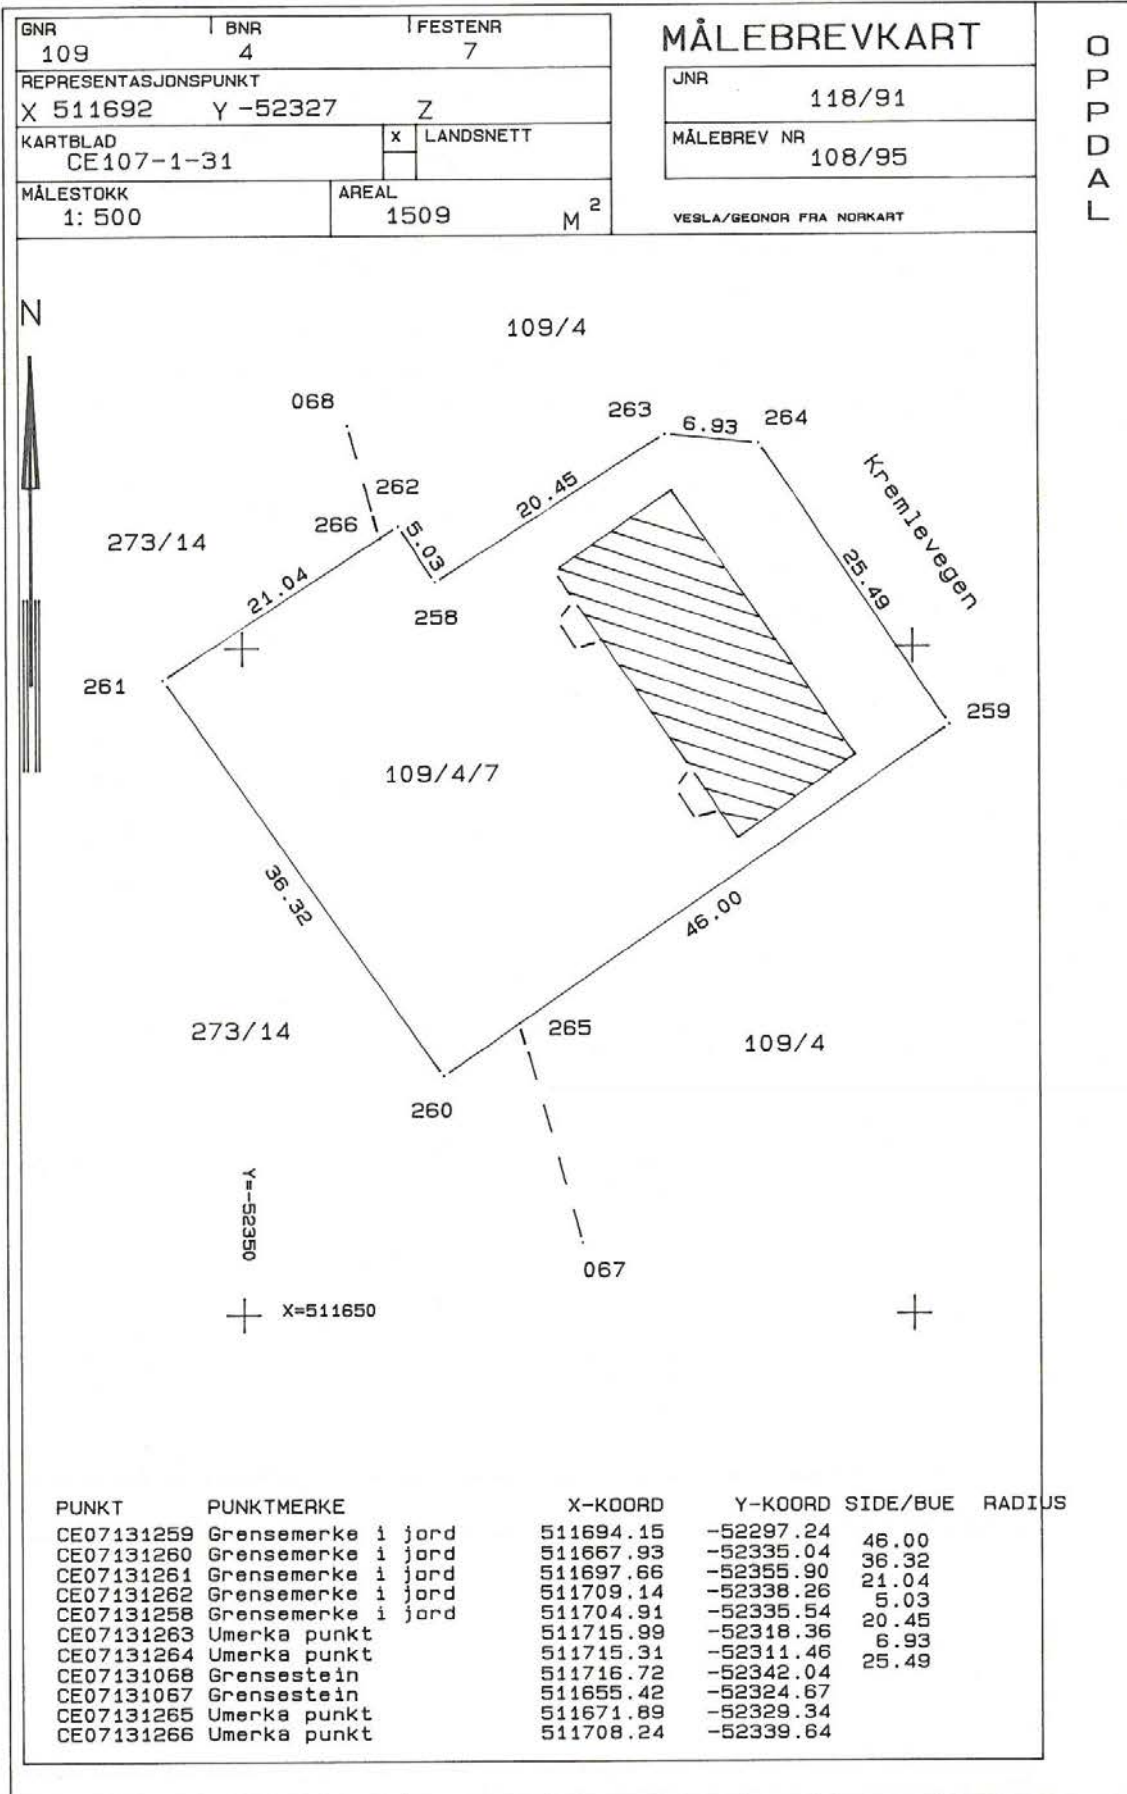 GNR BNR FESTENR
109 4 7
REPRESENTASJONSPUNKT
X 511692 Y -52327 Z
KARTBLAD x LANDSNETT
CE107-1-31
MÅLESTOKK AREAL
1:500 1509 M 2
MÅLEBREVKART
JNR
118/91
MÅLEBREV NR
108/95
VESLA/GEONOR FRA NORKART
OPPDAL
N
109/4
068
263
6.93
264
Kremlevegen
262
20.45
266
5.03
273/14
21.04
25.49
258
261
259
109/4/7
36.32
46.00
273/14
265
109/4
260
Y=-52350
067
X=511650
PUNKT PUNKTMERKE X-KOORD Y-KOORD SIDE/BUE RADIUS
CE07131259 Grensemerke i jord 511694.15 -52297.24
46.00
CE07131260 Grensemerke i jord 511667.93 -52335.04
36.32
CE07131261 Grensemerke i jord 511697.66 -52355.90
21.04
CE07131262 Grensemerke i jord 511709.14 -52338.26
5.03
CE07131258 Grensemerke i jord 511704.91 -52335.54
20.45
CE07131263 Umerka punkt 511715.99 -52318.36
6.93
CE07131264 Umerka punkt 511715.31 -52311.46
25.49
CE07131068 Grensestein 511716.72 -52342.04
CE07131067 Grensestein 511655.42 -52324.67
CE07131265 Umerka punkt 511671.89 -52329.34
CE07131266 Umerka punkt 511708.24 -52339.64